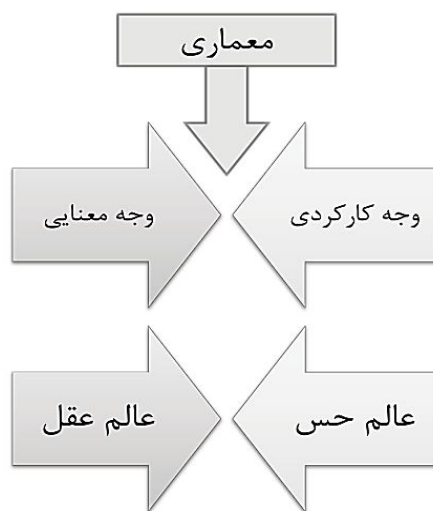 معماری
وجه کارکردی
وجه معنایی
عالم حس
عالم عقل